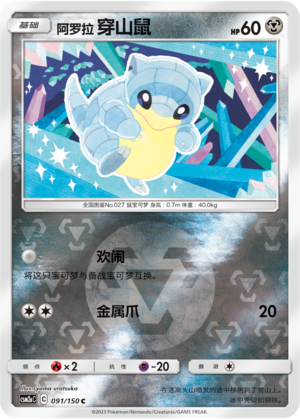 基础 阿罗拉 穿山鼠 HP60
全国图鉴No.027 鼠宝可梦 身高：0.7m 体重：40.0kg
欢闹
将这只宝可梦与备战宝可梦互换。
金属爪 20
弱点 ×2 抗性 -20 撤退
Illus.ryoma uratsuka
CSM2aC C 091/150 C
©2023 Pokémon/Nintendo/Creatures/GAME FREAK.